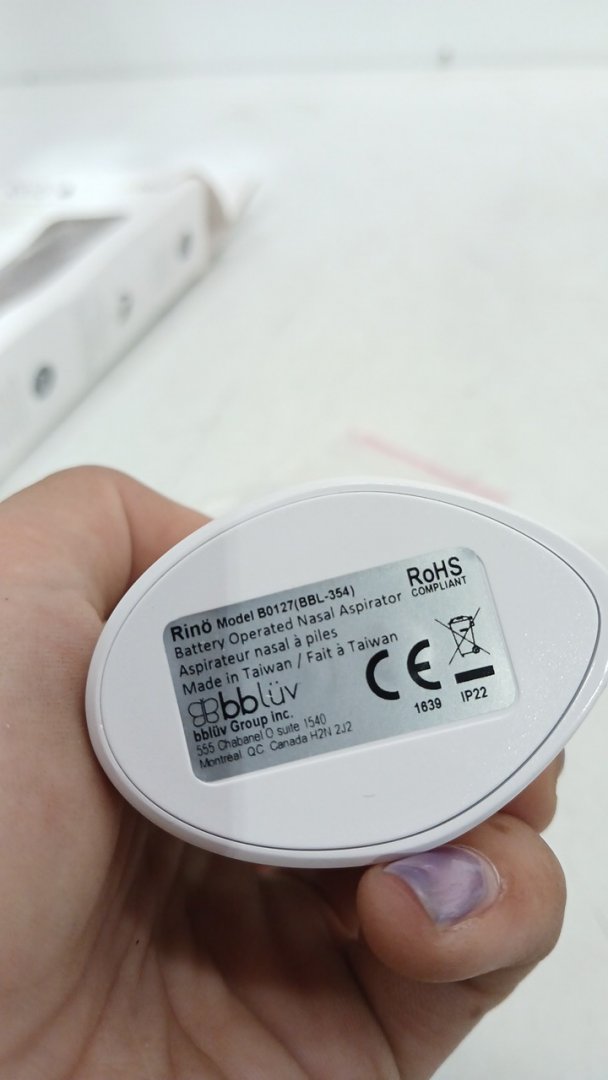 Rinö Model B0127(BBL-354)
Battery Operated Nasal Aspirator
Aspirateur nasal à piles
Made in Taiwan / Fait à Taiwan
bblüv
bblüv Group Inc.
555 Chabanel O suite 1540
Montreal QC Canada H2N 2J2
RoHS
COMPLIANT
CE
1639
IP22